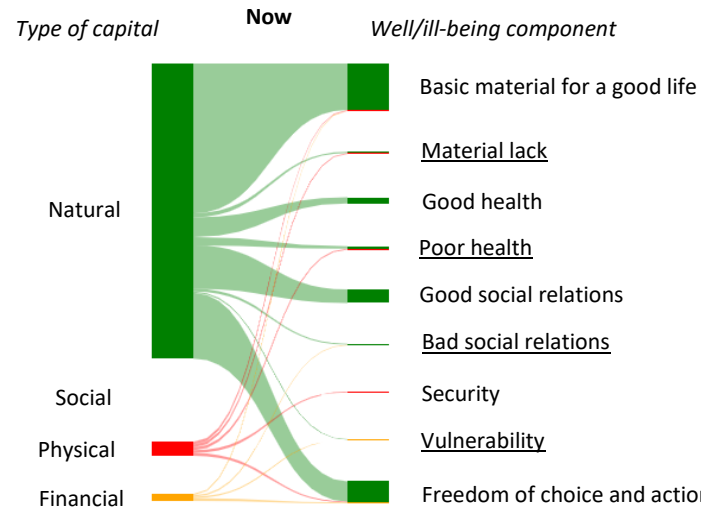 Now
Type of capital
Well/ill-being component
Basic material for a good life
Material lack
Natural
Good health
Poor health
Good social relations
Bad social relations
Social
Security
Physical
Vulnerability
Financial
Freedom of choice and action